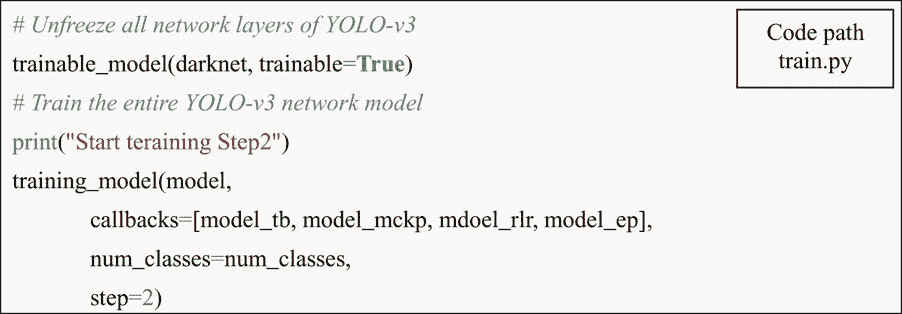 # Unfreeze all network layers of YOLO-v3
trainable_model(darknet, trainable=True)
# Train the entire YOLO-v3 network model
print("Start teraining Step2")
training_model(model,
callbacks=[model_tb, model_mckp, mdoel_rlr, model_ep],
num_classes=num_classes,
step=2)
Code path
train.py